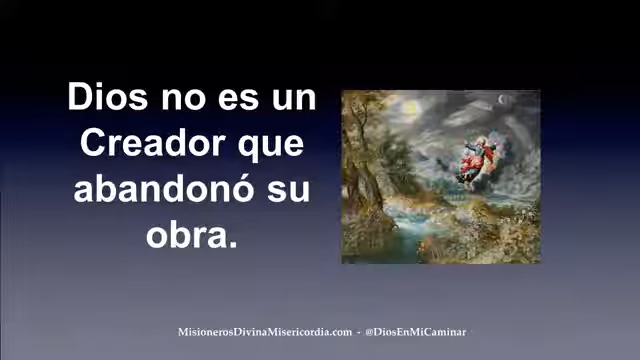 Dios no es un
Creador que
abandonó su
obra.
MisionerosDivinaMisericordia.com - @DiosEnMiCaminar